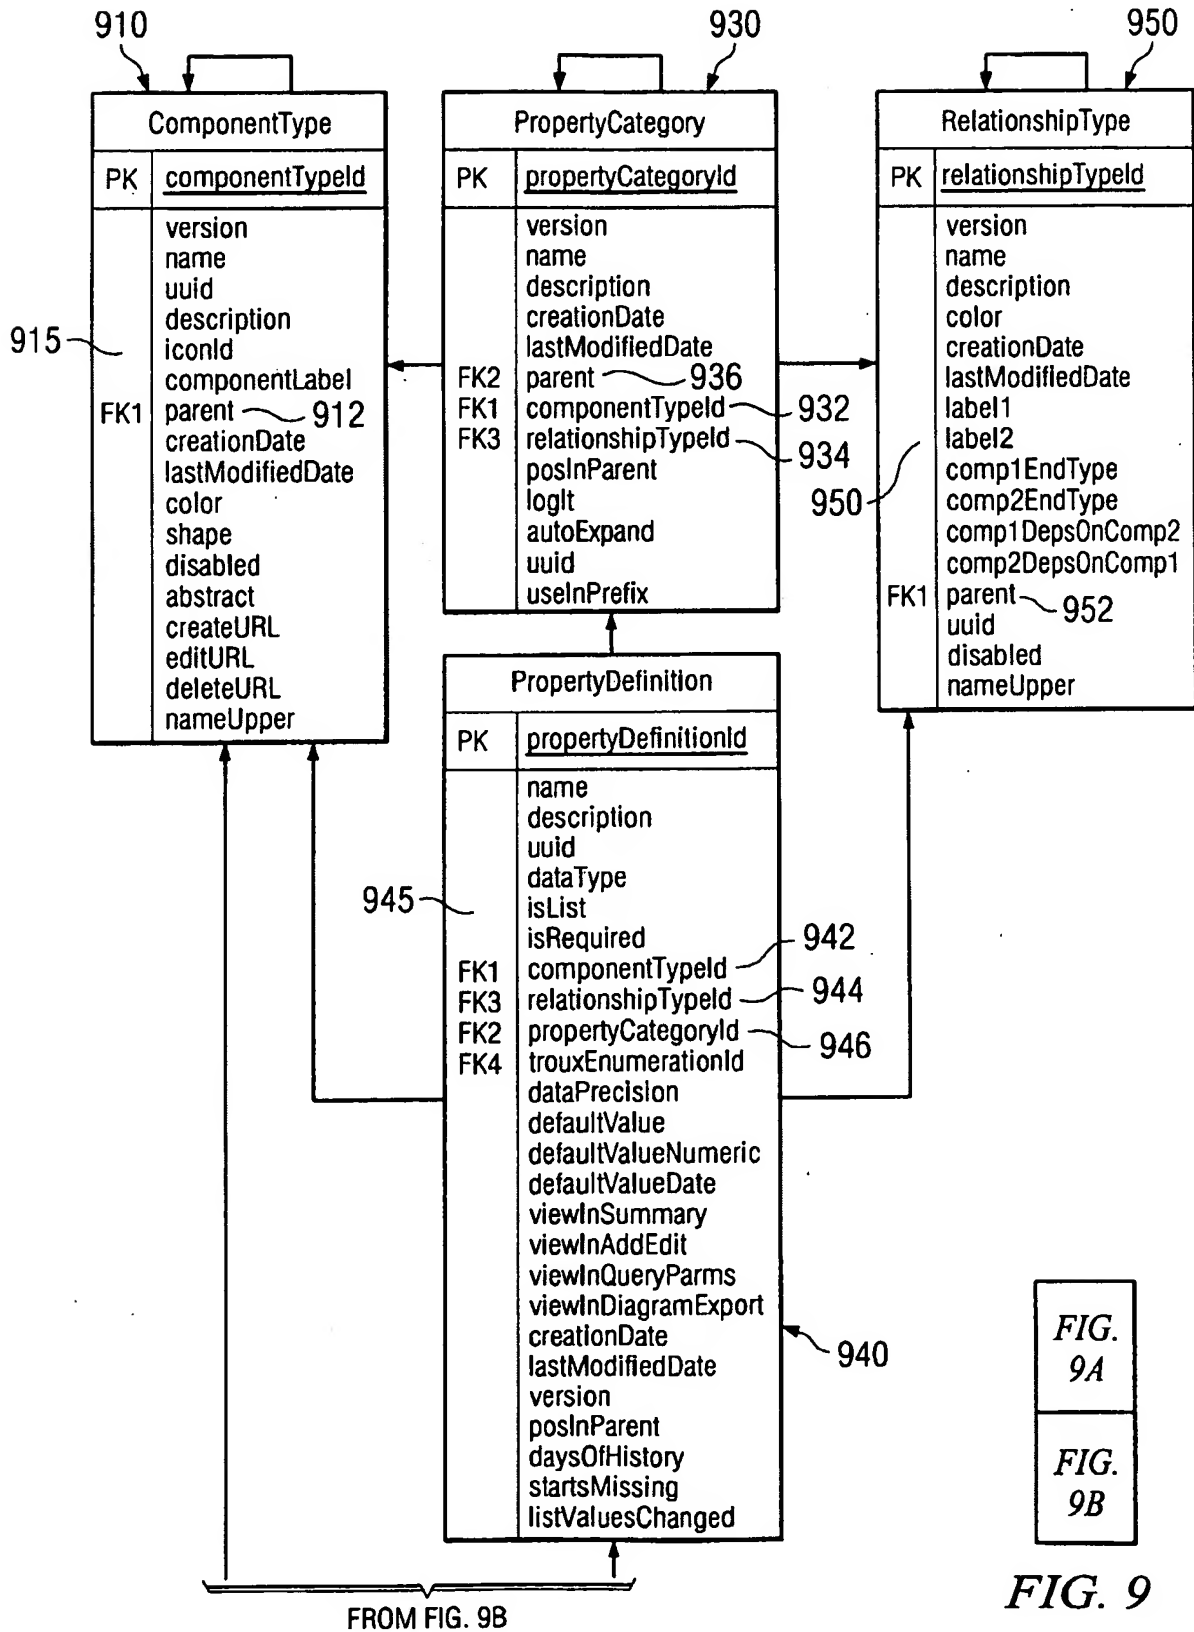 910
930
950
ComponentType
PK componentTypeId
version
name
uuid
description
915
iconId
componentLabel
FK1 parent 912
creationDate
lastModifiedDate
color
shape
disabled
abstract
createURL
editURL
deleteURL
nameUpper
PropertyCategory
PK propertyCategoryId
version
name
description
creationDate
lastModifiedDate
FK2 parent 936
FK1 componentTypeId 932
FK3 relationshipTypeId 934
posInParent
logIt
autoExpand
uuid
useInPrefix
RelationshipType
PK relationshipTypeId
version
name
description
color
creationDate
lastModifiedDate
label1
label2
950
comp1EndType
comp2EndType
comp1DepsOnComp2
comp2DepsOnComp1
FK1 parent 952
uuid
disabled
nameUpper
PropertyDefinition
PK propertyDefinitionId
name
description
uuid
dataType
945
isList
isRequired
FK1 componentTypeId 942
FK3 relationshipTypeId 944
FK2 propertyCategoryId 946
FK4 trouxEnumerationId
dataPrecision
defaultValue
defaultValueNumeric
defaultValueDate
viewInSummary
viewInAddEdit
viewInQueryParms
viewInDiagramExport
creationDate
940
lastModifiedDate
version
posInParent
daysOfHistory
startsMissing
listValuesChanged
FROM FIG. 9B
FIG.
9A
FIG.
9B
FIG. 9